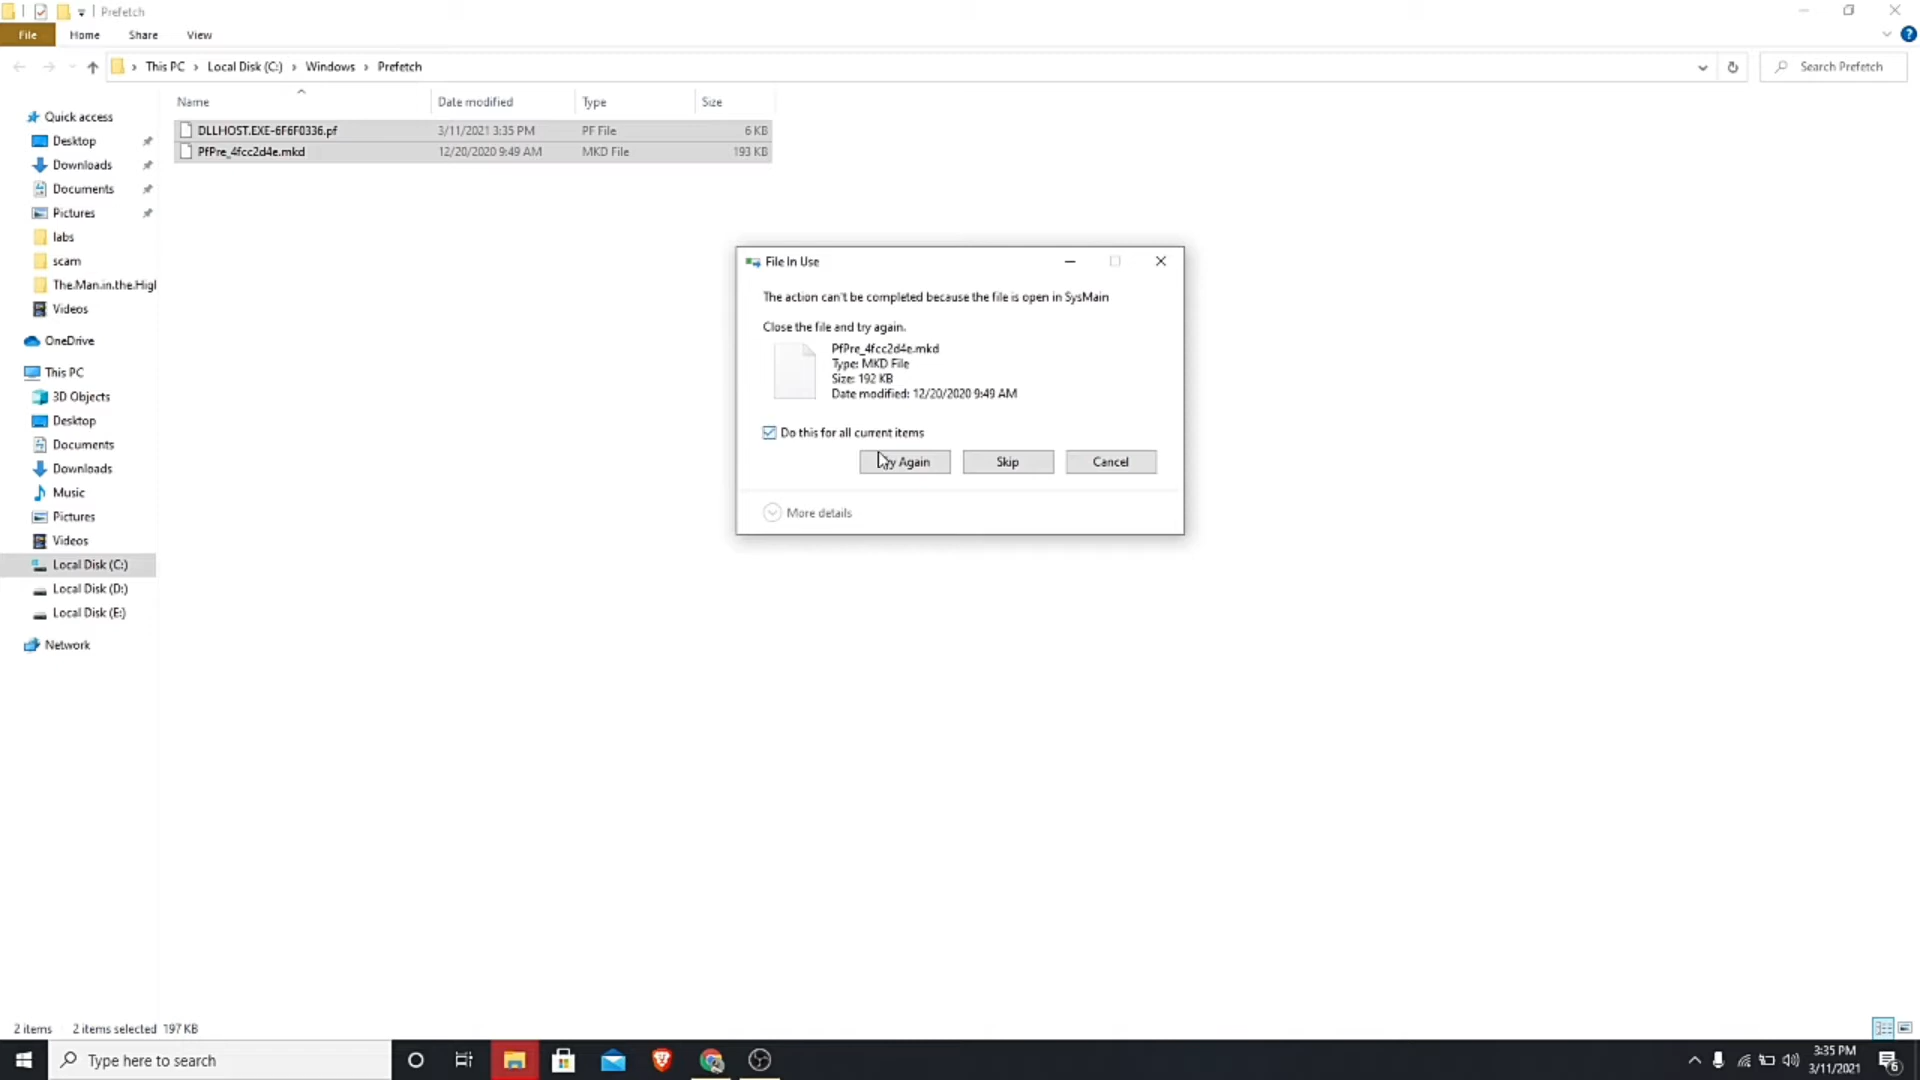 Prefetch
File Home Share View
This PC Local Disk (C:) Windows Prefetch
Search Prefetch
Name Date modified Type Size
DLLHOST.EXE-6F6F0336.pf 3/11/2021 3:35 PM PF File 6 KB
PfPre_4fcc2d4e.mkd 12/20/2020 9:49 AM MKD File 193 KB
Quick access
Desktop
Downloads
Documents
Pictures
labs
scam
The.Man.in.the.Higl
Videos
OneDrive
This PC
3D Objects
Desktop
Documents
Downloads
Music
Pictures
Videos
Local Disk (C:)
Local Disk (D:)
Local Disk (E:)
Network
File In Use
The action can't be completed because the file is open in SysMain
Close the file and try again.
PfPre_4fcc2d4e.mkd
Type: MKD File
Size: 192 KB
Date modified: 12/20/2020 9:49 AM
Do this for all current items
Try Again Skip Cancel
More details
2 items 2 items selected 197 KB
Type here to search
3:35 PM
3/11/2021
6